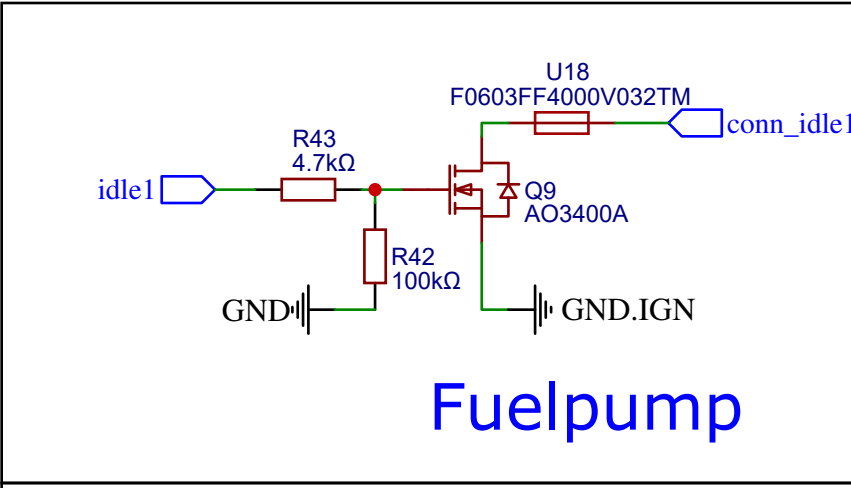 U18
F0603FF4000V032TM
conn_idle1
R43
4.7kΩ
idle1
Q9
AO3400A
R42
100kΩ
GND
GND.IGN
Fuelpump